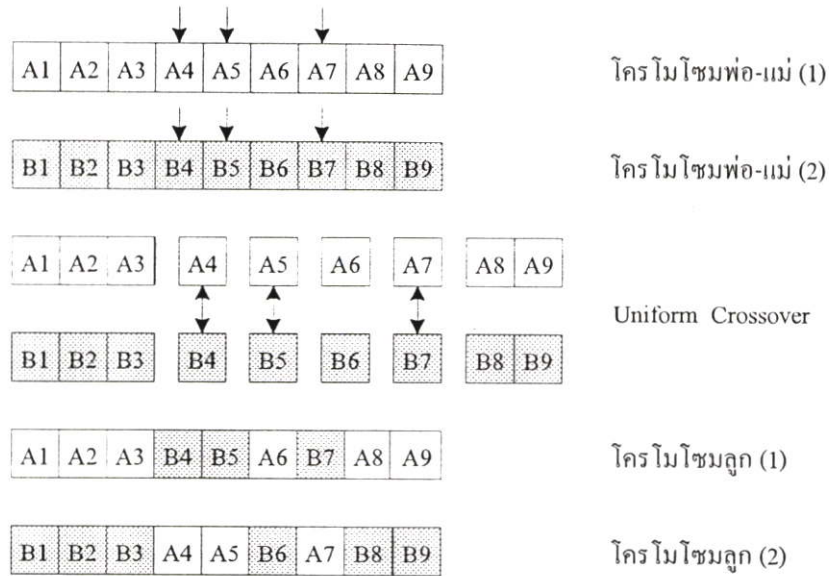 A1 A2 A3 A4 A5 A6 A7 A8 A9 โครโมโซมพ่อ-แม่ (1)
B1 B2 B3 B4 B5 B6 B7 B8 B9 โครโมโซมพ่อ-แม่ (2)
A1 A2 A3 A4 A5 A6 A7 A8 A9
Uniform Crossover
B1 B2 B3 B4 B5 B6 B7 B8 B9
A1 A2 A3 B4 B5 A6 B7 A8 A9 โครโมโซมลูก (1)
B1 B2 B3 A4 A5 B6 A7 B8 B9 โครโมโซมลูก (2)